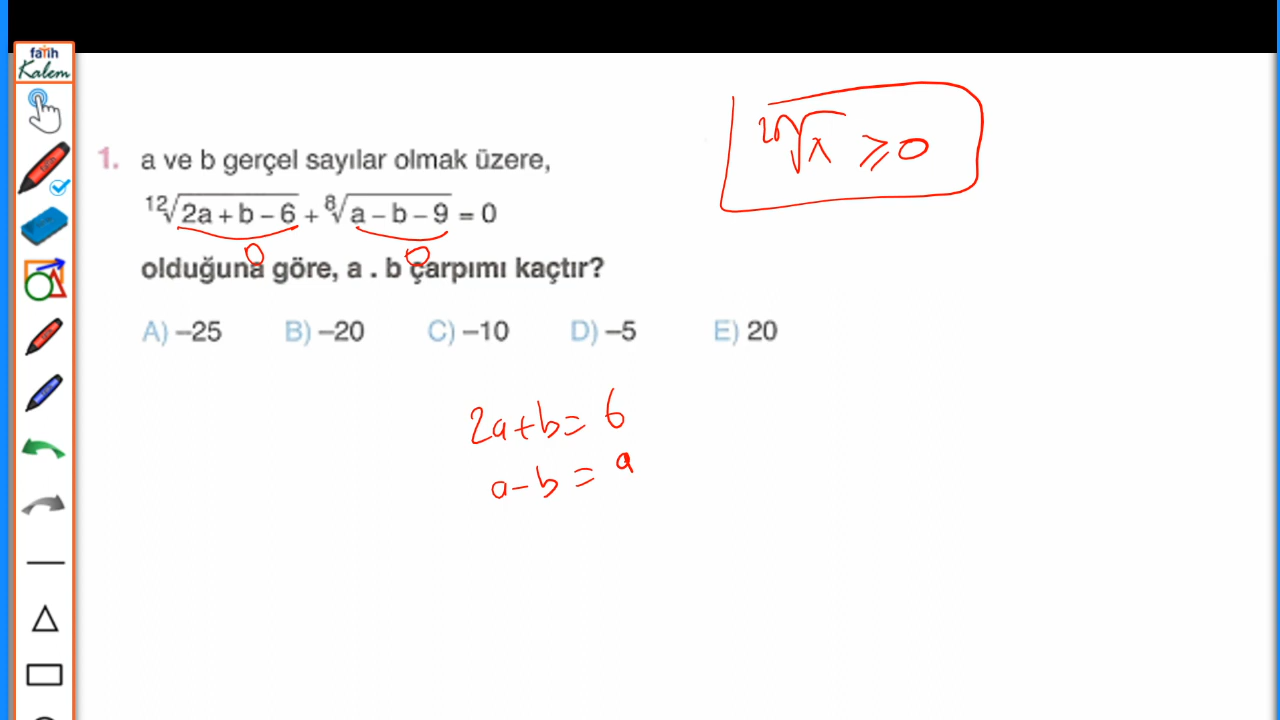 fatih
Kalem
1. a ve b gerçel sayılar olmak üzere,
¹²√(2a + b – 6) + ⁸√(a – b – 9) = 0
0 0
olduğuna göre, a . b çarpımı kaçtır?
A) –25 B) –20 C) –10 D) –5 E) 20
²ⁿ√x ⩾ 0
2a+b = 6
a-b = 9